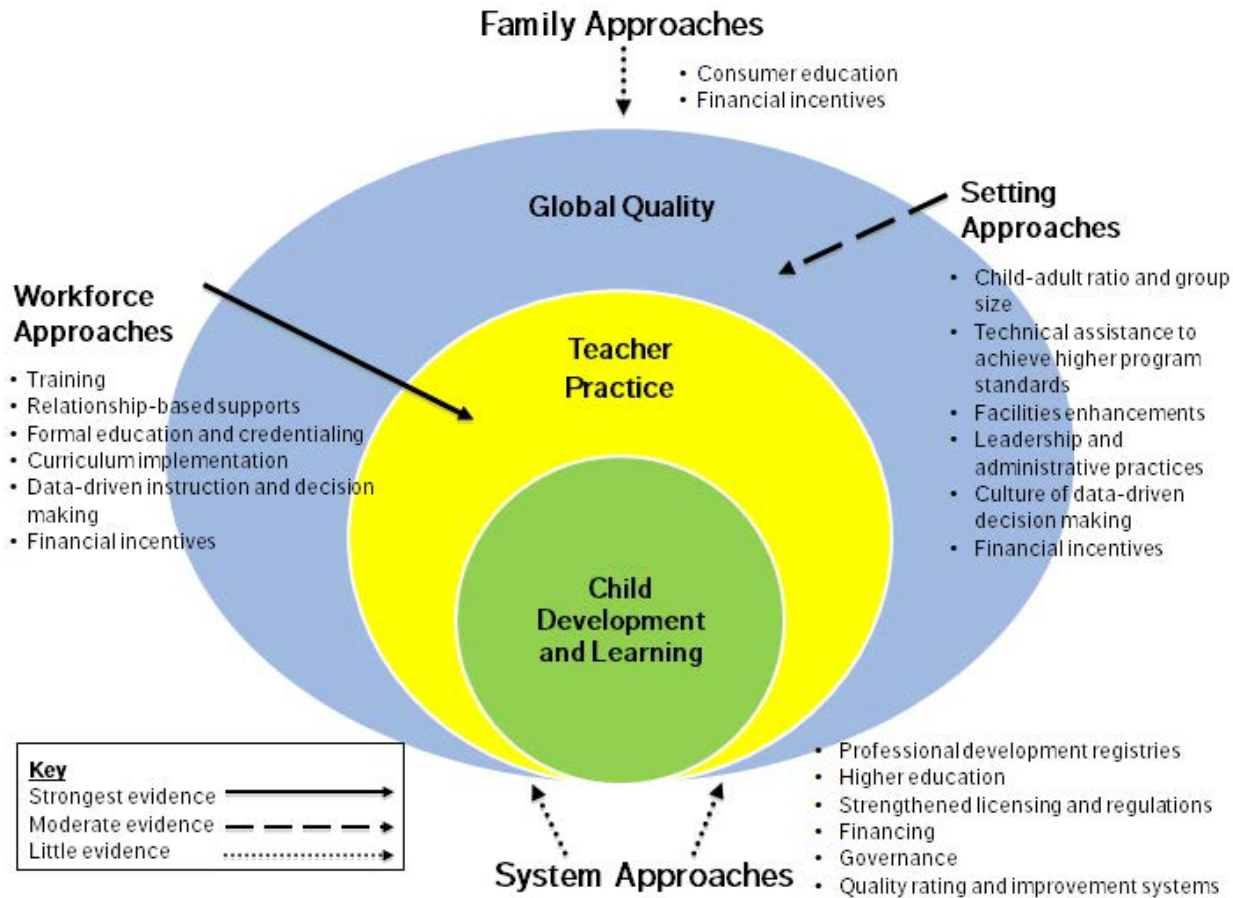 Family Approaches
• Consumer education
• Financial incentives
Global Quality
Setting
Approaches
• Child-adult ratio and group
size
• Technical assistance to
achieve higher program
standards
• Facilities enhancements
• Leadership and
administrative practices
• Culture of data-driven
decision making
• Financial incentives
Workforce
Approaches
• Training
• Relationship-based supports
• Formal education and credentialing
• Curriculum implementation
• Data-driven instruction and decision
making
• Financial incentives
Teacher
Practice
Child
Development
and Learning
Key
Strongest evidence
Moderate evidence
Little evidence
System Approaches
• Professional development registries
• Higher education
• Strengthened licensing and regulations
• Financing
• Governance
• Quality rating and improvement systems